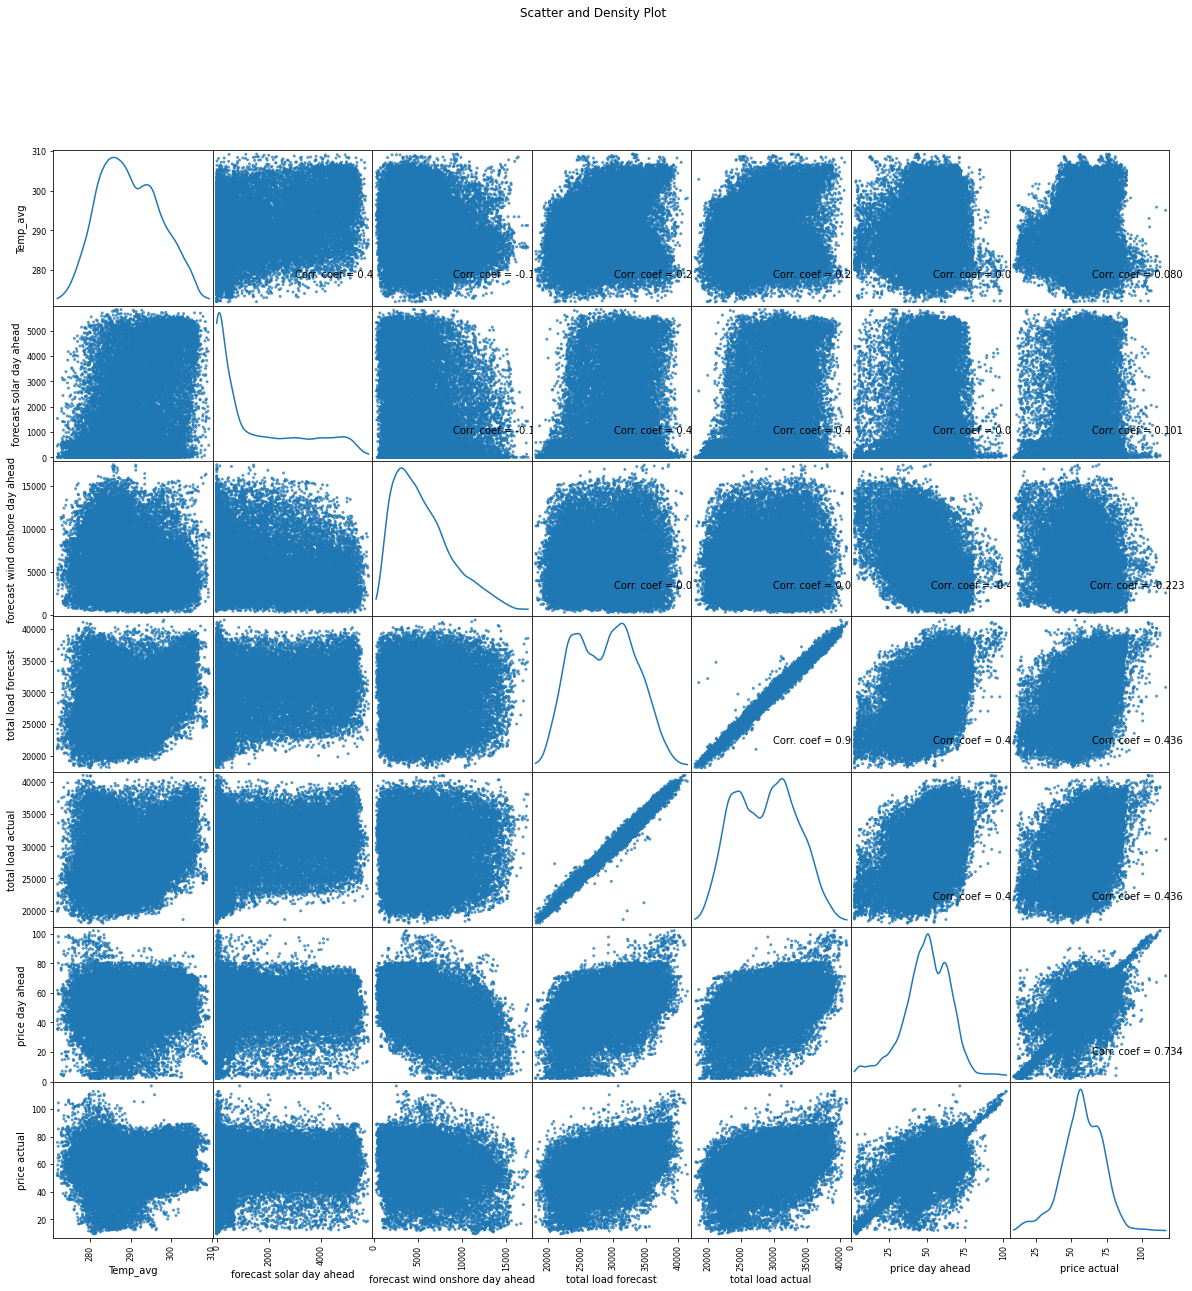 Scatter and Density Plot
310
300
290
280
Temp_avg
Corr. coef = 0.4
Corr. coef = -0.1
Corr. coef = 0.2
Corr. coef = 0.2
Corr. coef = 0.0
Corr. coef = 0.080
5000
4000
3000
2000
1000
0
forecast solar day ahead
Corr. coef = -0.1
Corr. coef = 0.4
Corr. coef = 0.4
Corr. coef = 0.0
Corr. coef = 0.101
15000
10000
5000
0
forecast wind onshore day ahead
Corr. coef = 0.0
Corr. coef = 0.0
Corr. coef = -0.4
Corr. coef = -0.223
40000
35000
30000
25000
20000
total load forecast
Corr. coef = 0.9
Corr. coef = 0.4
Corr. coef = 0.436
40000
35000
30000
25000
20000
total load actual
Corr. coef = 0.4
Corr. coef = 0.436
100
80
60
40
20
0
price day ahead
Corr. coef = 0.734
100
80
60
40
20
price actual
280 290 300 310
0 2000 4000
0 5000 10000 15000
20000 25000 30000 35000 40000
20000 25000 30000 35000 40000
0 25 50 75 100
25 50 75 100
Temp_avg
forecast solar day ahead
forecast wind onshore day ahead
total load forecast
total load actual
price day ahead
price actual